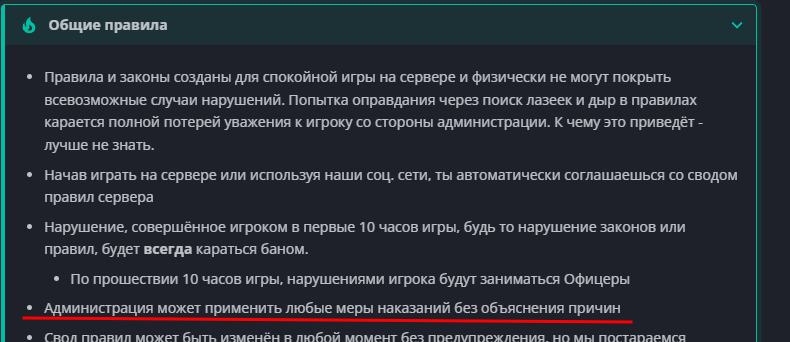 Общие правила
• Правила и законы созданы для спокойной игры на сервере и физически не могут покрыть
всевозможные случаи нарушений. Попытка оправдания через поиск лазеек и дыр в правилах
карается полной потерей уважения к игроку со стороны администрации. К чему это приведёт -
лучше не знать.
• Начав играть на сервере или используя наши соц. сети, ты автоматически соглашаешься со сводом
правил сервера
• Нарушение, совершённое игроком в первые 10 часов игры, будь то нарушение законов или
правил, будет всегда караться баном.
• По прошествии 10 часов игры, нарушениями игрока будут заниматься Офицеры
• Администрация может применить любые меры наказаний без объяснения причин
• Свод правил может быть изменён в любой момент без предупреждения, но мы постараемся